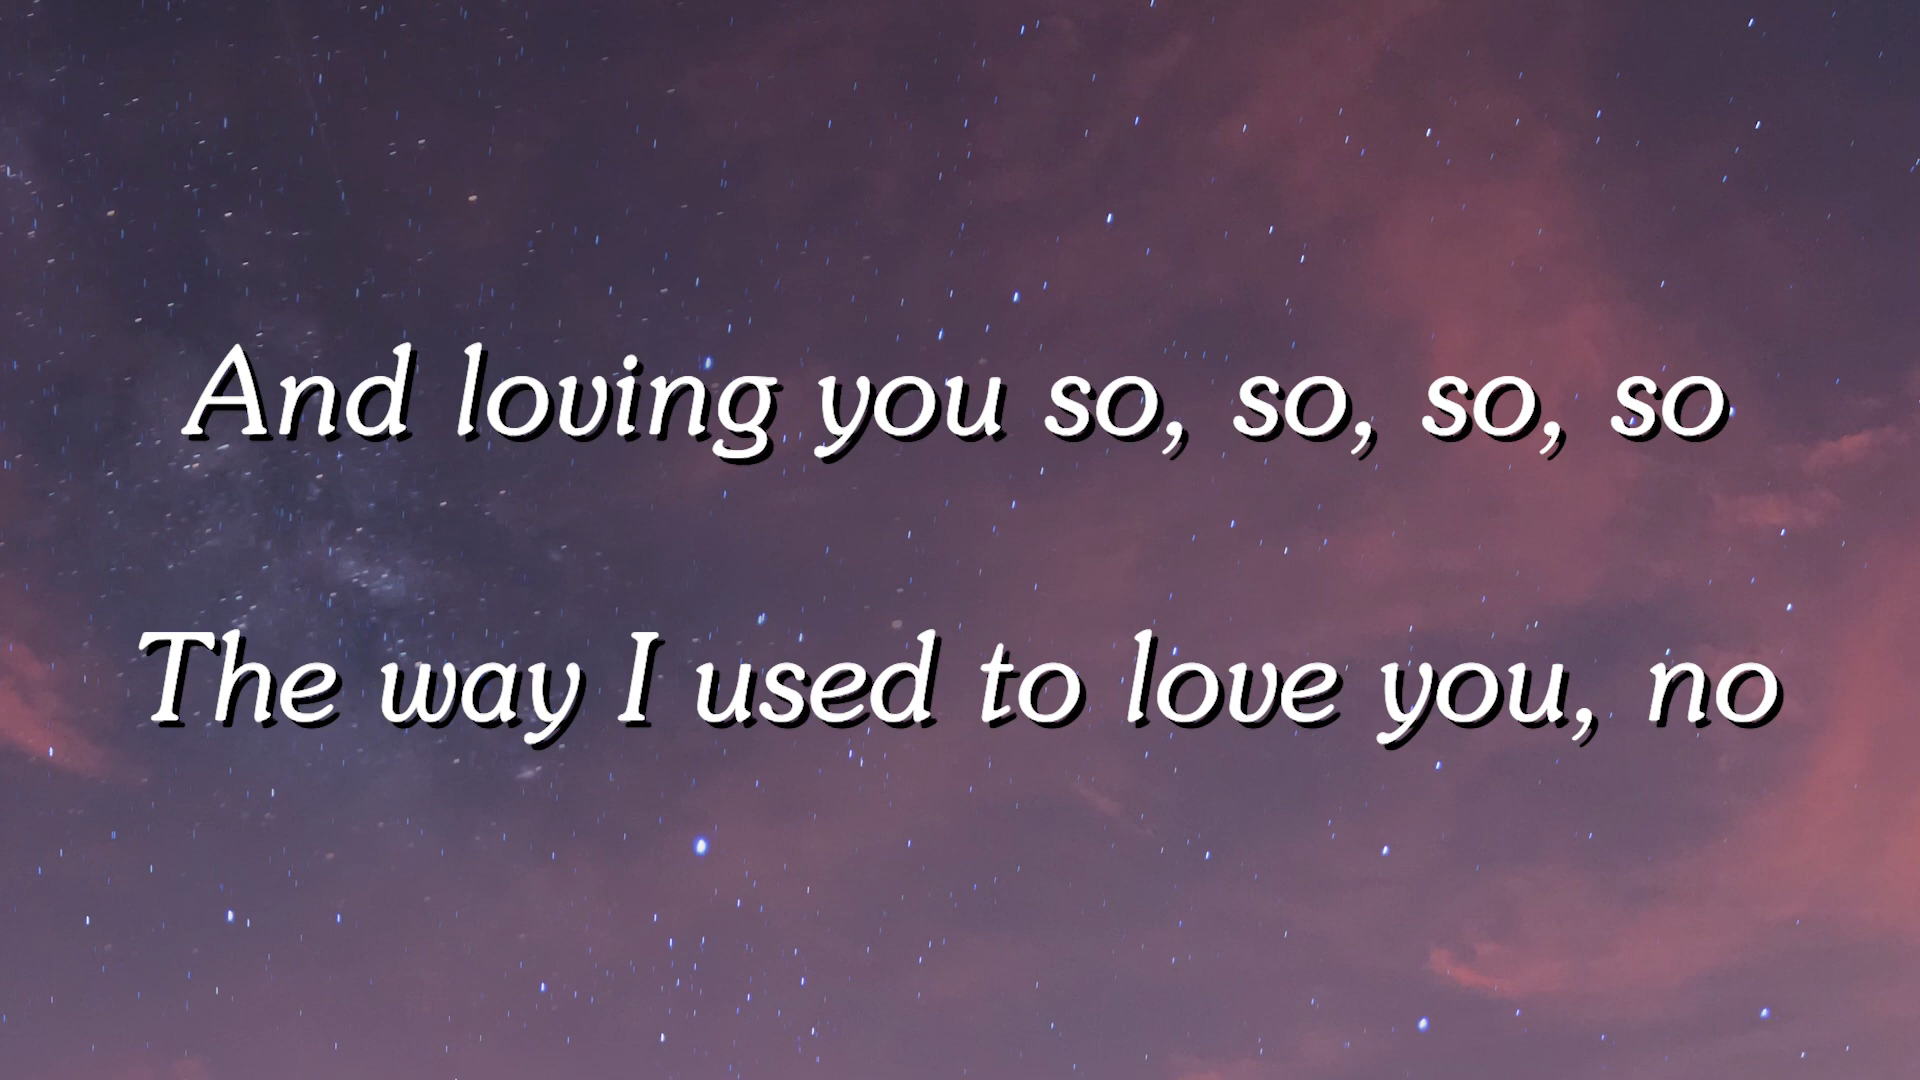 And loving you so, so, so, so
The way I used to love you, no